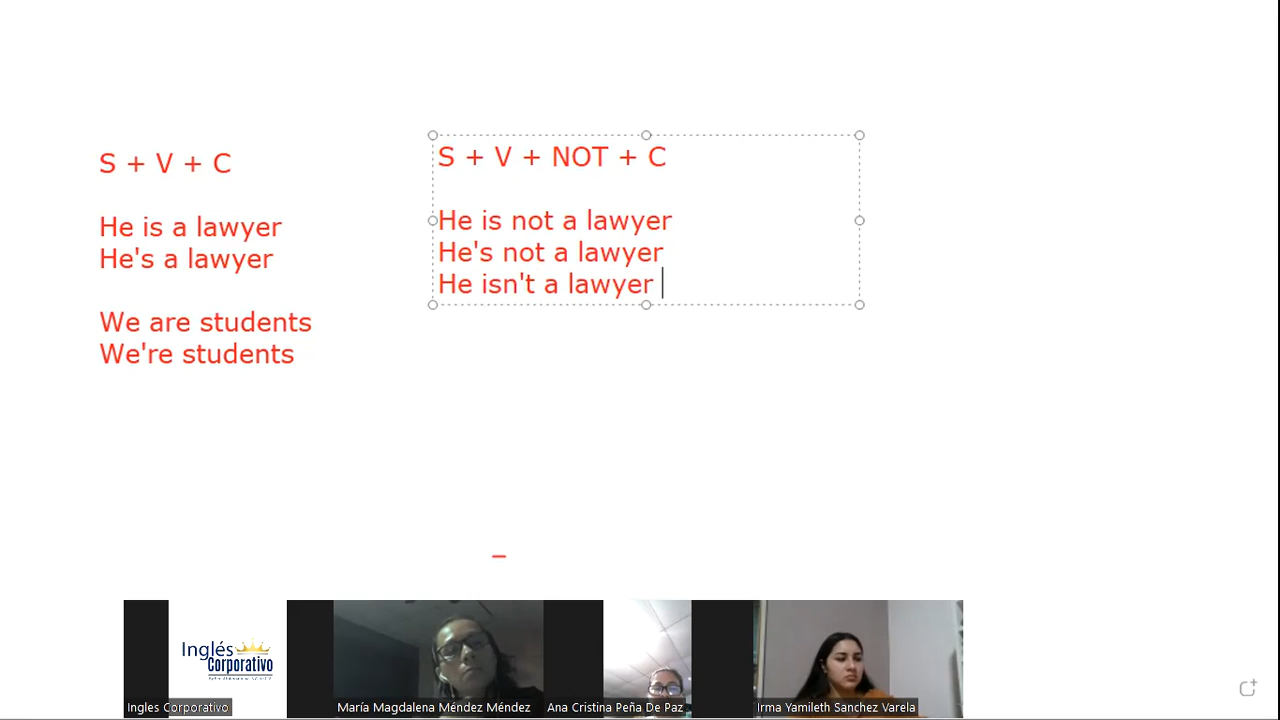 S + V + C
He is a lawyer
He's a lawyer
We are students
We're students
S + V + NOT + C
He is not a lawyer
He's not a lawyer
He isn't a lawyer
Inglés
Corporativo
Ingles Corporativo
María Magdalena Méndez Méndez
Ana Cristina Peña De Paz
Irma Yamileth Sanchez Varela